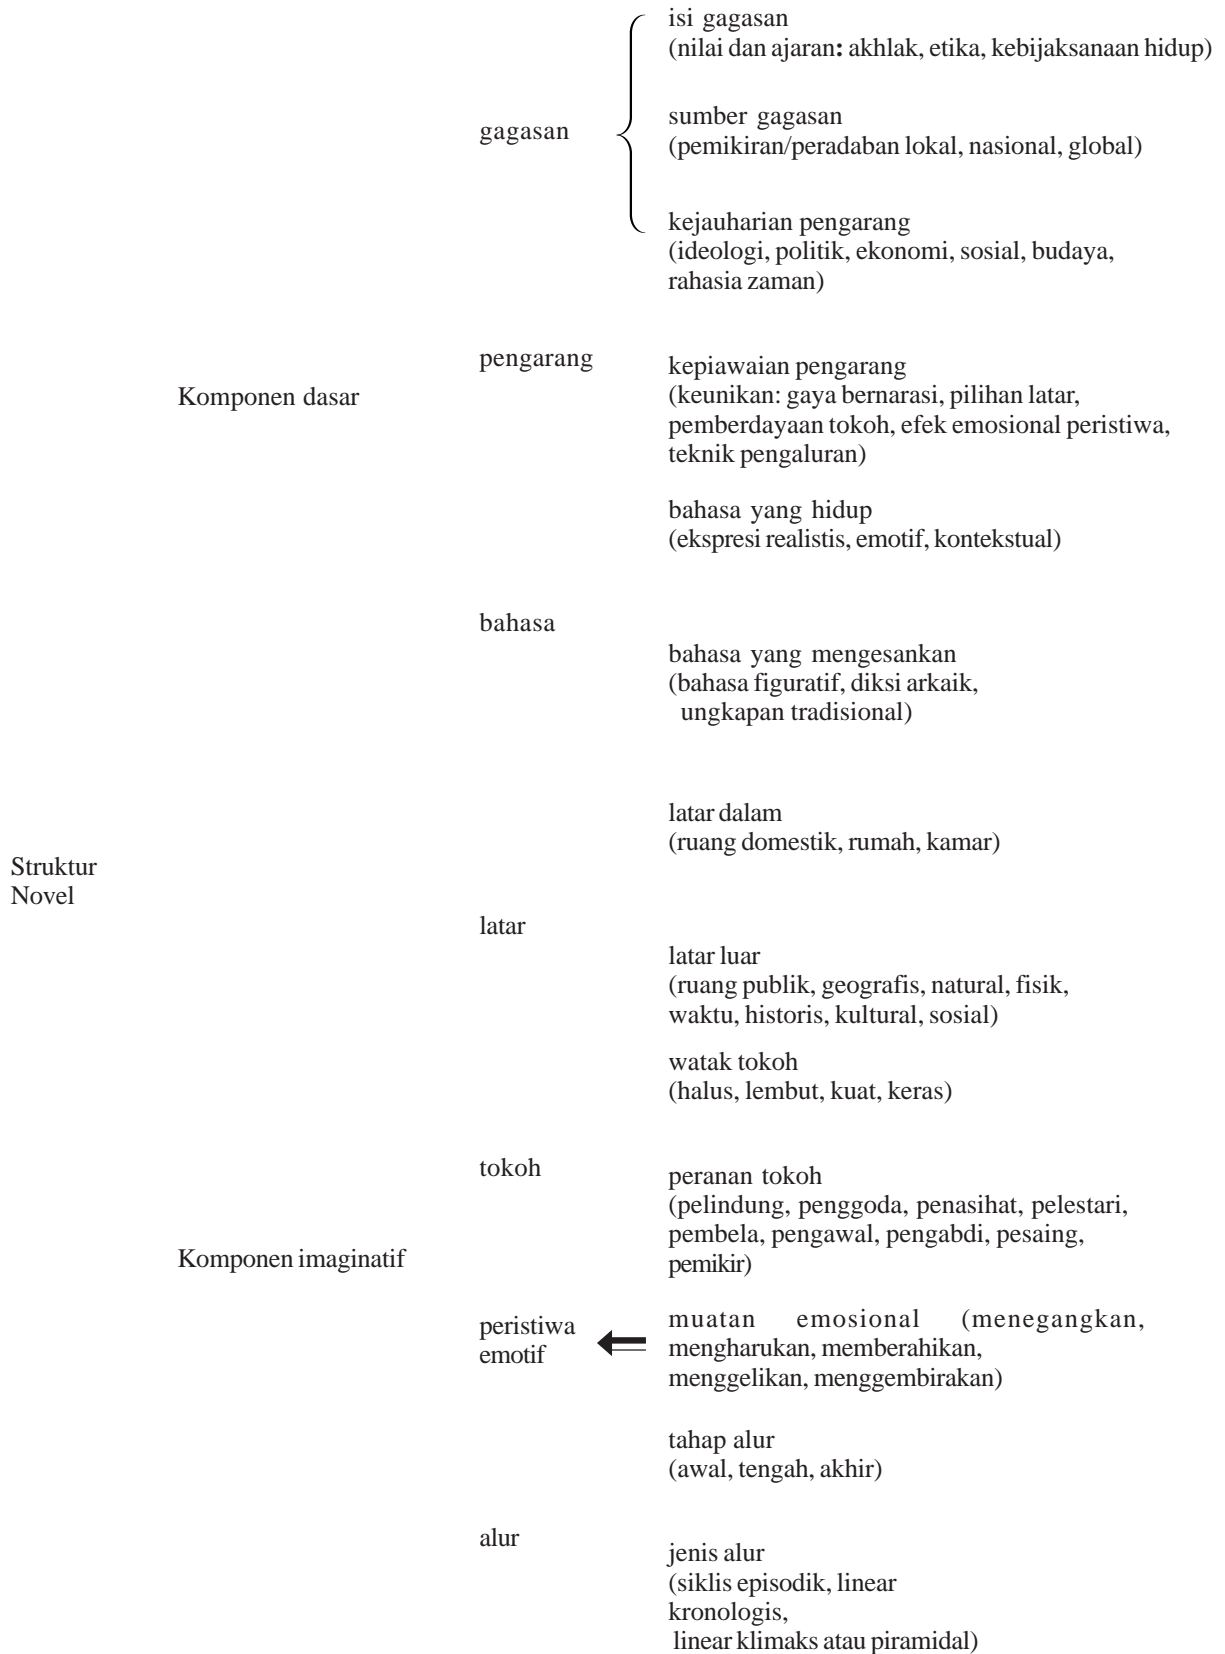 isi gagasan
(nilai dan ajaran: akhlak, etika, kebijaksanaan hidup)
sumber gagasan
(pemikiran/peradaban lokal, nasional, global)
gagasan
kejauharian pengarang
(ideologi, politik, ekonomi, sosial, budaya,
rahasia zaman)
pengarang
kepiawaian pengarang
(keunikan: gaya bernarasi, pilihan latar,
pemberdayaan tokoh, efek emosional peristiwa,
teknik pengaluran)
Komponen dasar
bahasa yang hidup
(ekspresi realistis, emotif, kontekstual)
bahasa
bahasa yang mengesankan
(bahasa figuratif, diksi arkaik,
ungkapan tradisional)
latar dalam
(ruang domestik, rumah, kamar)
Struktur
Novel
latar
latar luar
(ruang publik, geografis, natural, fisik,
waktu, historis, kultural, sosial)
watak tokoh
(halus, lembut, kuat, keras)
tokoh
peranan tokoh
(pelindung, penggoda, penasihat, pelestari,
pembela, pengawal, pengabdi, pesaing,
pemikir)
Komponen imaginatif
peristiwa
emotif
muatan emosional (menegangkan,
mengharukan, memberahikan,
menggelikan, menggembirakan)
tahap alur
(awal, tengah, akhir)
alur
jenis alur
(siklis episodik, linear
kronologis,
linear klimaks atau piramidal)